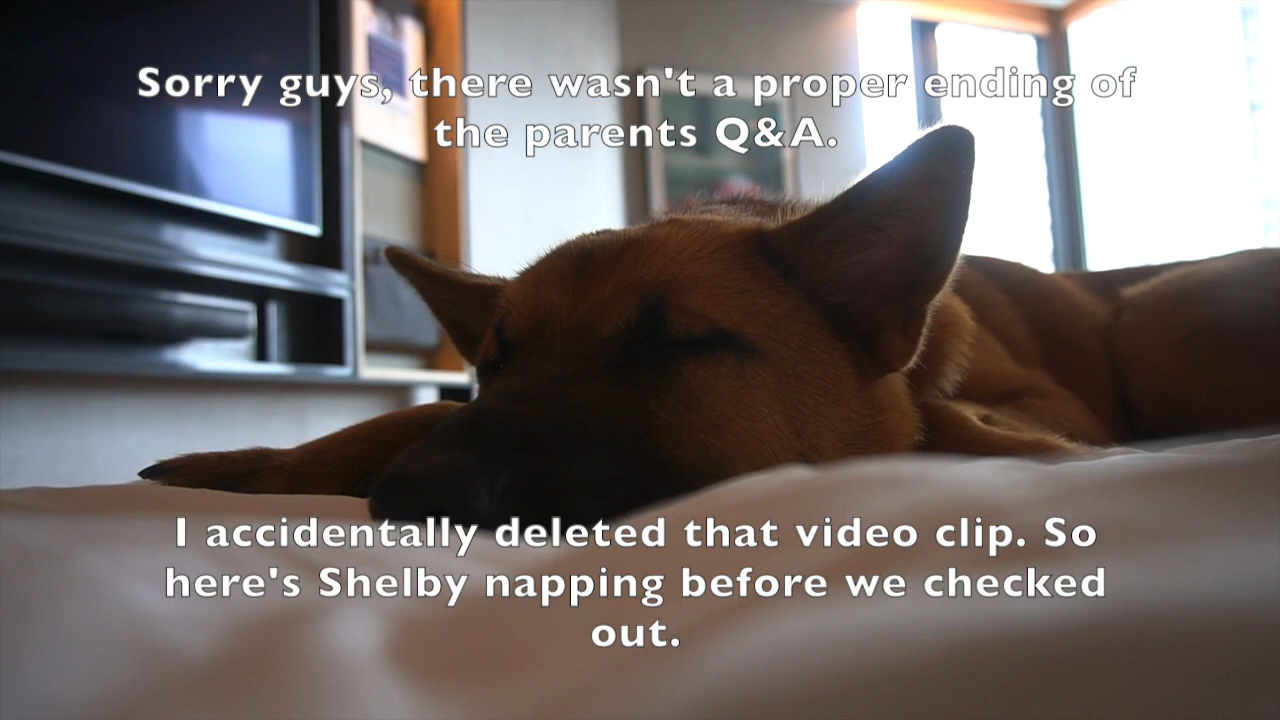 Sorry guys, there wasn't a proper ending of
the parents Q&A.
I accidentally deleted that video clip. So
here's Shelby napping before we checked
out.